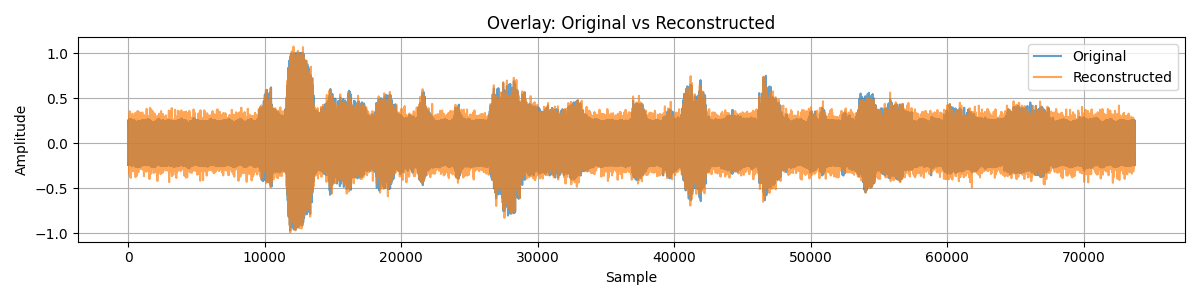 Overlay: Original vs Reconstructed
1.0
0.5
0.0
−0.5
−1.0
Amplitude
Original
Reconstructed
0 10000 20000 30000 40000 50000 60000 70000
Sample